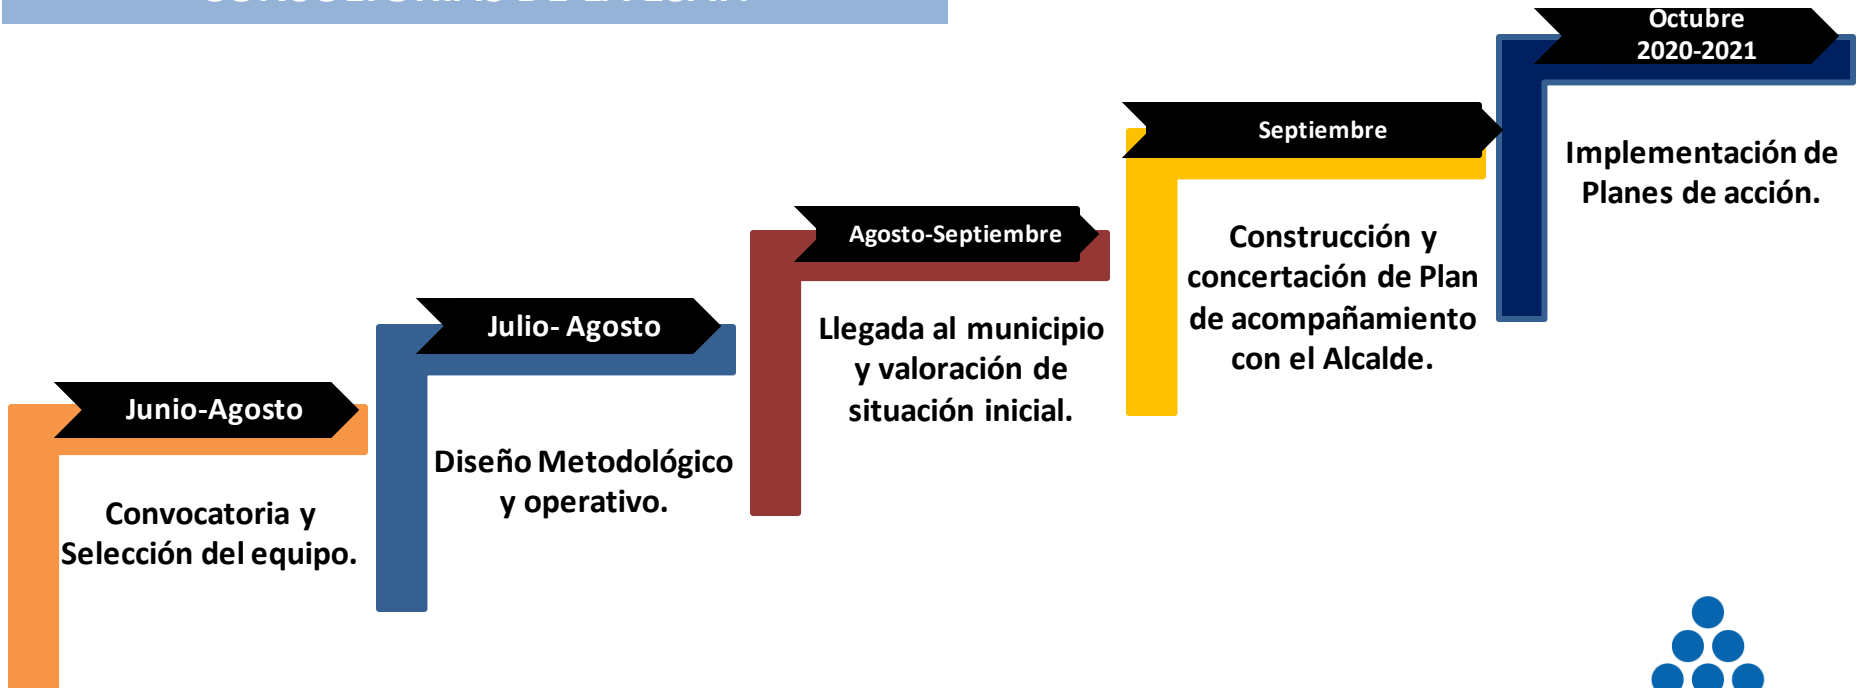 Junio-Agosto
Convocatoria y
Selección del equipo.
Julio- Agosto
Diseño Metodológico
y operativo.
Agosto-Septiembre
Llegada al municipio
y valoración de
situación inicial.
Septiembre
Construcción y
concertación de Plan
de acompañamiento
con el Alcalde.
Octubre
2020-2021
Implementación de
Planes de acción.